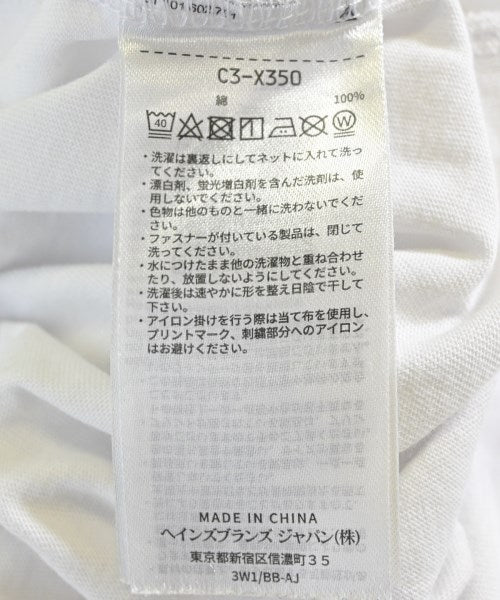 C3-X350
綿 100%
40
W
・洗濯は裏返しにしてネットに入れて洗っ
てください。
・漂白剤、蛍光増白剤を含んだ洗剤は、使
用しないでください。
・色物は他のものと一緒に洗わないでくだ
さい。
・ファスナーが付いている製品は、閉じて
洗ってください。
・水につけたまま他の洗濯物と重ね合わせ
たり、放置しないようにしてください。
・洗濯後は速やかに形を整え日陰で干して
下さい。
・アイロン掛けを行う際は当て布を使用し、
プリントマーク、刺繍部分へのアイロン
はお避けください。
MADE IN CHINA
ヘインズブランズ ジャパン(株)
東京都新宿区信濃町35
3W1/BB-AJ